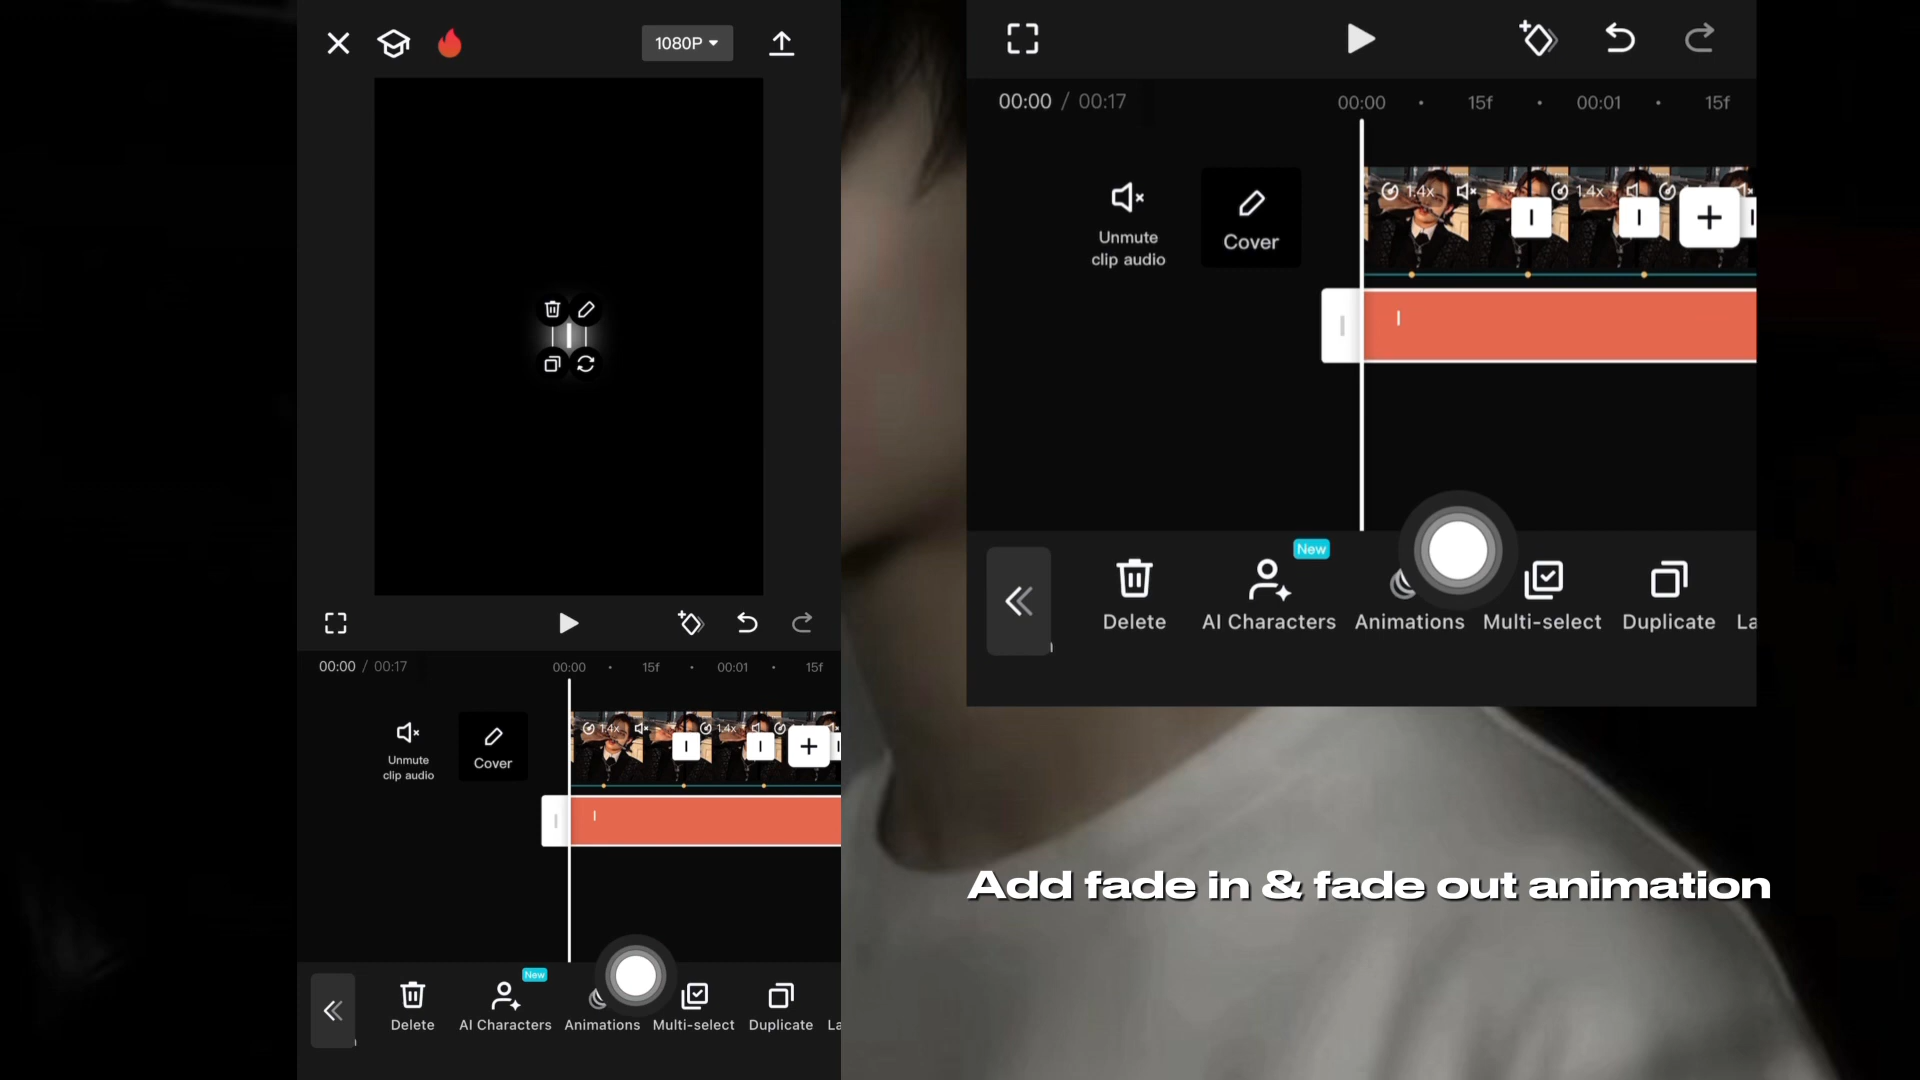 1080P
00:00 / 00:17
00:00 15f 00:01 15f
Unmute
clip audio
Cover
1.4x
1.4x
New
Delete
AI Characters
Animations
Multi-select
Duplicate
La
00:00 / 00:17
00:00 15f 00:01 15f
Unmute
clip audio
Cover
1.4x
1.4x
New
Delete
AI Characters
Animations
Multi-select
Duplicate
La
Add fade in & fade out animation